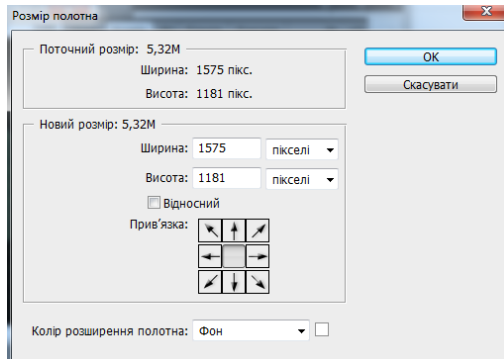 Розмір полотна
Поточний розмір: 5,32M
Ширина: 1575 пікс.
Висота: 1181 пікс.
OK
Скасувати
Новий розмір: 5,32M
Ширина: 1575 пікселі
Висота: 1181 пікселі
Відносний
Прив’язка:
Колір розширення полотна: Фон